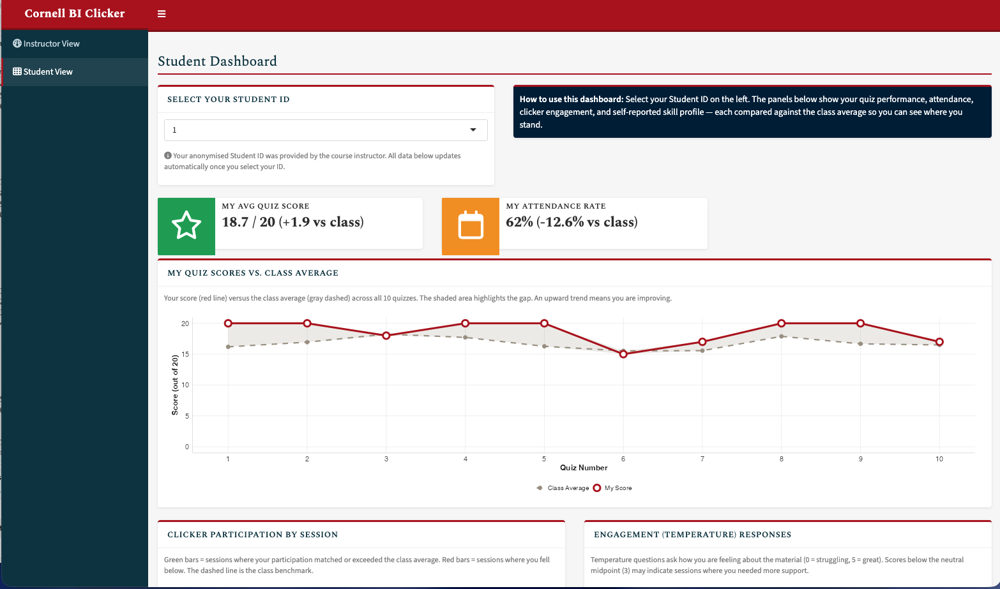 Cornell BI Clicker
Instructor View
Student View
Student Dashboard
SELECT YOUR STUDENT ID
1
Your anonymised Student ID was provided by the course instructor. All data below updates
automatically once you select your ID.
How to use this dashboard: Select your Student ID on the left. The panels below show your quiz performance, attendance,
clicker engagement, and self-reported skill profile — each compared against the class average so you can see where you
stand.
MY AVG QUIZ SCORE
18.7 / 20 (+1.9 vs class)
MY ATTENDANCE RATE
62% (-12.6% vs class)
MY QUIZ SCORES VS. CLASS AVERAGE
Your score (red line) versus the class average (gray dashed) across all 10 quizzes. The shaded area highlights the gap. An upward trend means you are improving.
Score (out of 20)
20
15
10
5
0
1 2 3 4 5 6 7 8 9 10
Quiz Number
Class Average My Score
CLICKER PARTICIPATION BY SESSION
Green bars = sessions where your participation matched or exceeded the class average. Red bars = sessions where you fell
below. The dashed line is the class benchmark.
ENGAGEMENT (TEMPERATURE) RESPONSES
Temperature questions ask how you are feeling about the material (0 = struggling, 5 = great). Scores below the neutral
midpoint (3) may indicate sessions where you needed more support.